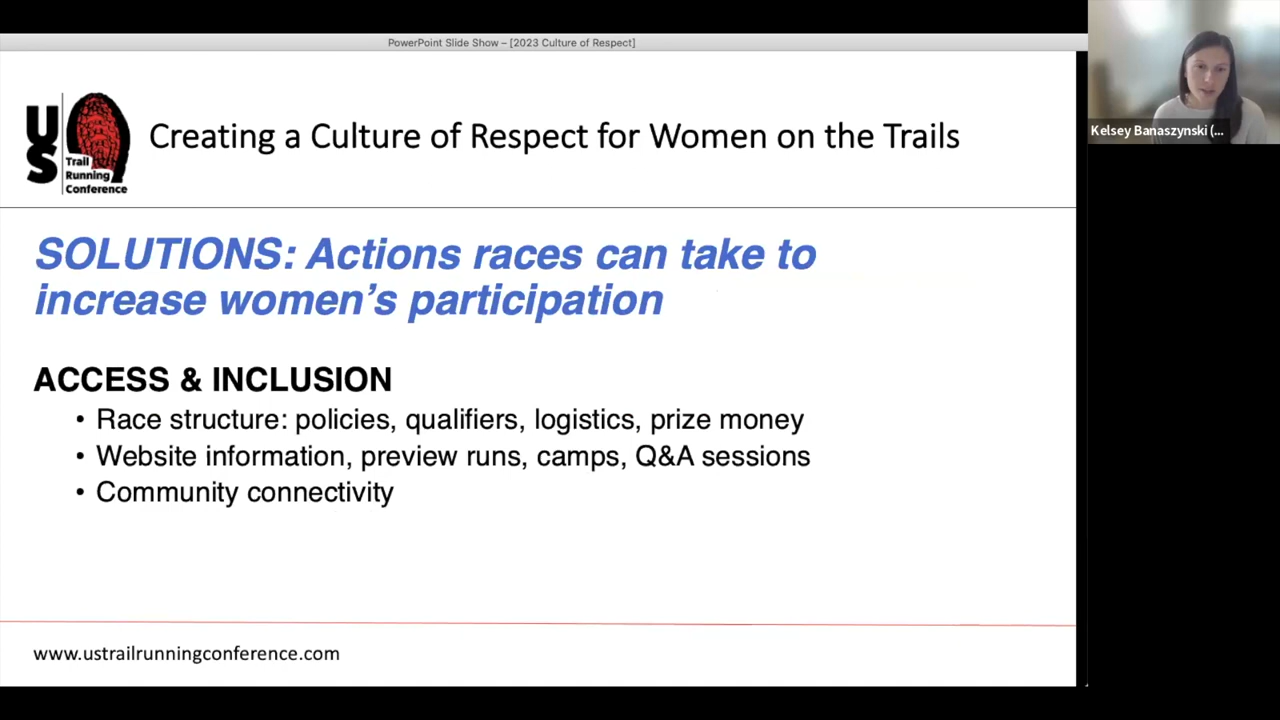 PowerPoint Slide Show – [2023 Culture of Respect]
US
Trail
Running
Conference
Creating a Culture of Respect for Women on the Trails
Kelsey Banaszynski (...
SOLUTIONS: Actions races can take to
increase women's participation
ACCESS & INCLUSION
• Race structure: policies, qualifiers, logistics, prize money
• Website information, preview runs, camps, Q&A sessions
• Community connectivity
www.ustrailrunningconference.com